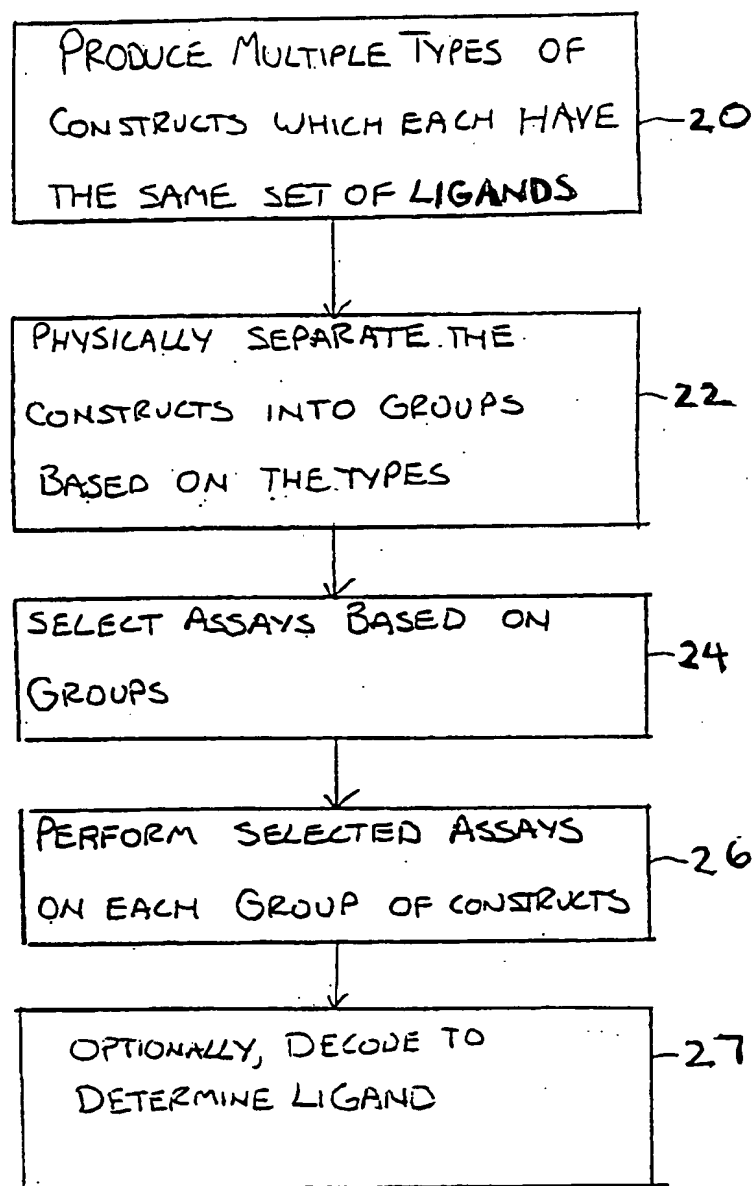 PRODUCE MULTIPLE TYPES OF
CONSTRUCTS WHICH EACH HAVE
THE SAME SET OF LIGANDS
20
PHYSICALLY SEPARATE THE
CONSTRUCTS INTO GROUPS
BASED ON THE TYPES
22
SELECT ASSAYS BASED ON
GROUPS
24
PERFORM SELECTED ASSAYS
ON EACH GROUP OF CONSTRUCTS
26
OPTIONALLY, DECODE TO
DETERMINE LIGAND
27